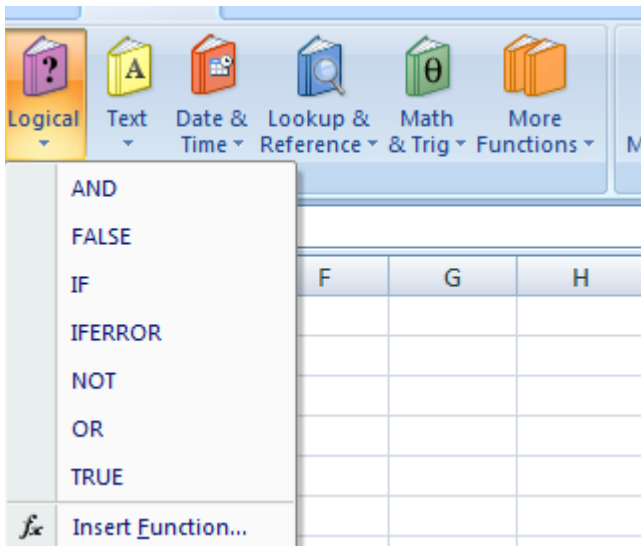 ? A θ
Logical Text Date & Lookup & Math More
Time Reference & Trig Functions M
AND
FALSE
F G H
IF
IFERROR
NOT
OR
TRUE
fx Insert Function...